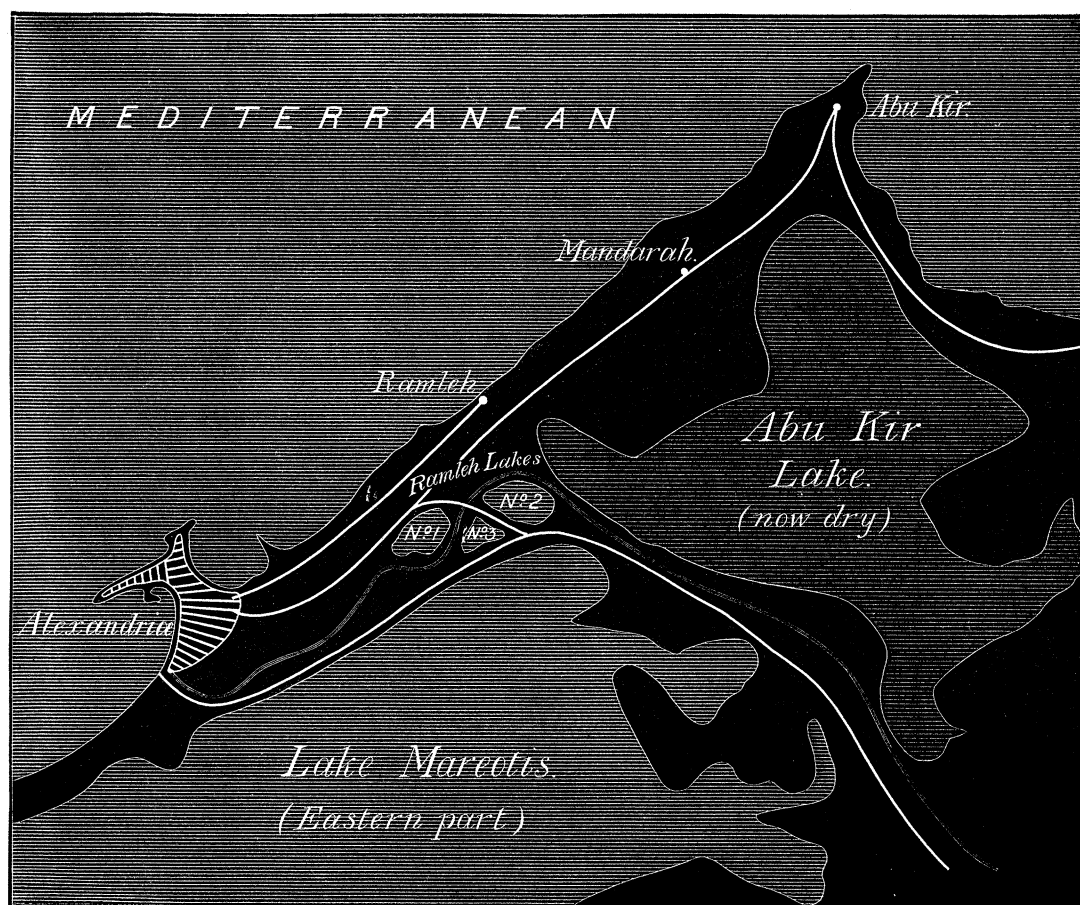 MEDITERRANEAN
Abu Kir.
Mandarah.
Ramleh
Abu Kir
Lake.
(now dry)
Ramleh Lakes
Nº2
Nº1
Nº3
Alexandria
Lake Mareotis.
(Eastern part)